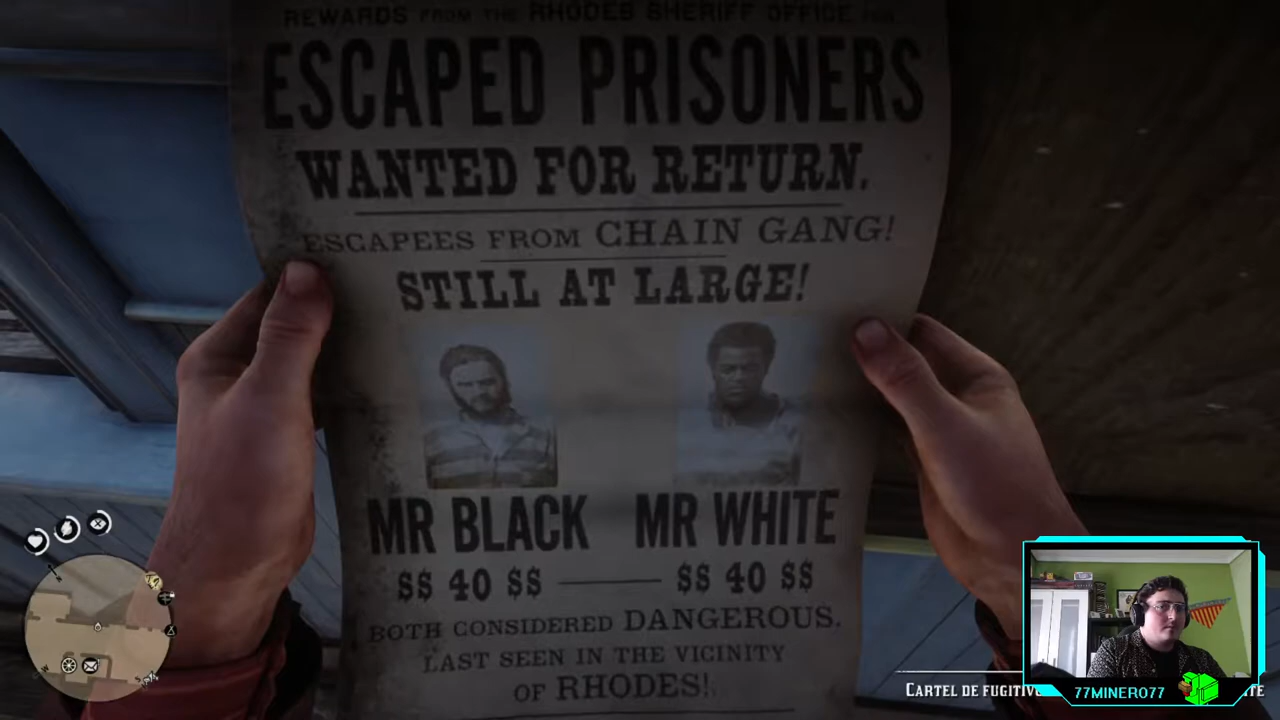 REWARDS FROM THE RHODES SHERIFF OFFICE FOR
ESCAPED PRISONERS
WANTED FOR RETURN.
ESCAPEES FROM CHAIN GANG!
STILL AT LARGE!
MR BLACK MR WHITE
$$ 40 $$ $$ 40 $$
BOTH CONSIDERED DANGEROUS.
LAST SEEN IN THE VICINITY
OF RHODES!
CARTEL DE
77MINERO77